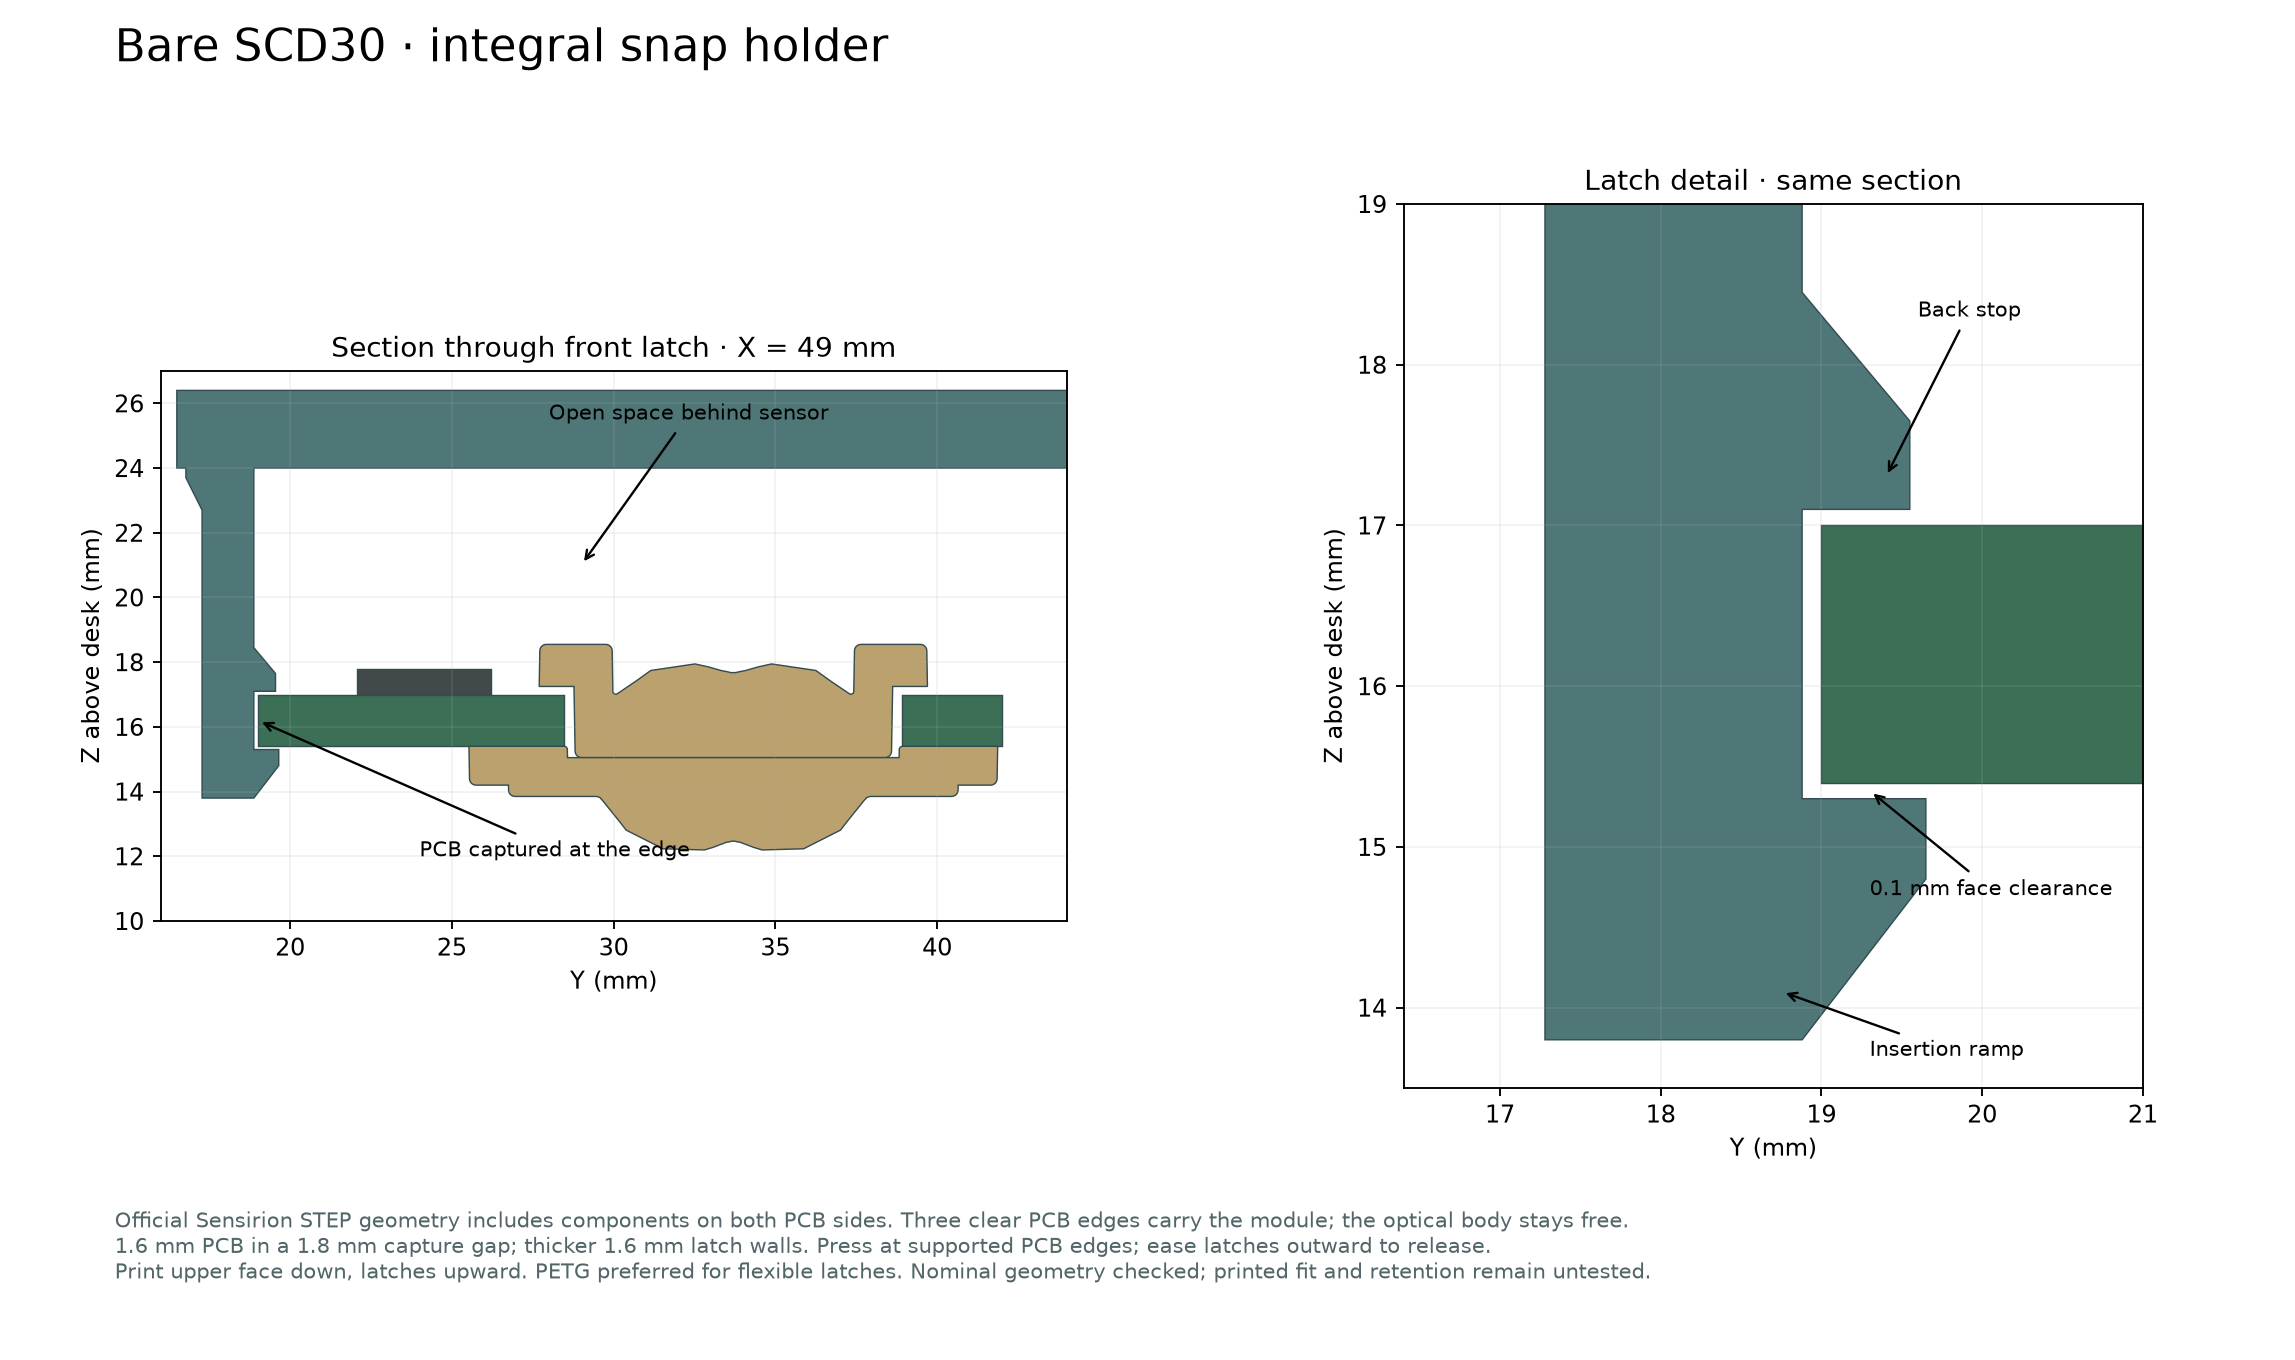 Bare SCD30 · integral snap holder
Section through front latch · X = 49 mm
Open space behind sensor
PCB captured at the edge
26
24
22
20
18
16
14
12
10
Z above desk (mm)
20
25
30
35
40
Y (mm)
Latch detail · same section
Back stop
0.1 mm face clearance
Insertion ramp
19
18
17
16
15
14
Z above desk (mm)
17
18
19
20
21
Y (mm)
Official Sensirion STEP geometry includes components on both PCB sides. Three clear PCB edges carry the module; the optical body stays free.
1.6 mm PCB in a 1.8 mm capture gap; thicker 1.6 mm latch walls. Press at supported PCB edges; ease latches outward to release.
Print upper face down, latches upward. PETG preferred for flexible latches. Nominal geometry checked; printed fit and retention remain untested.